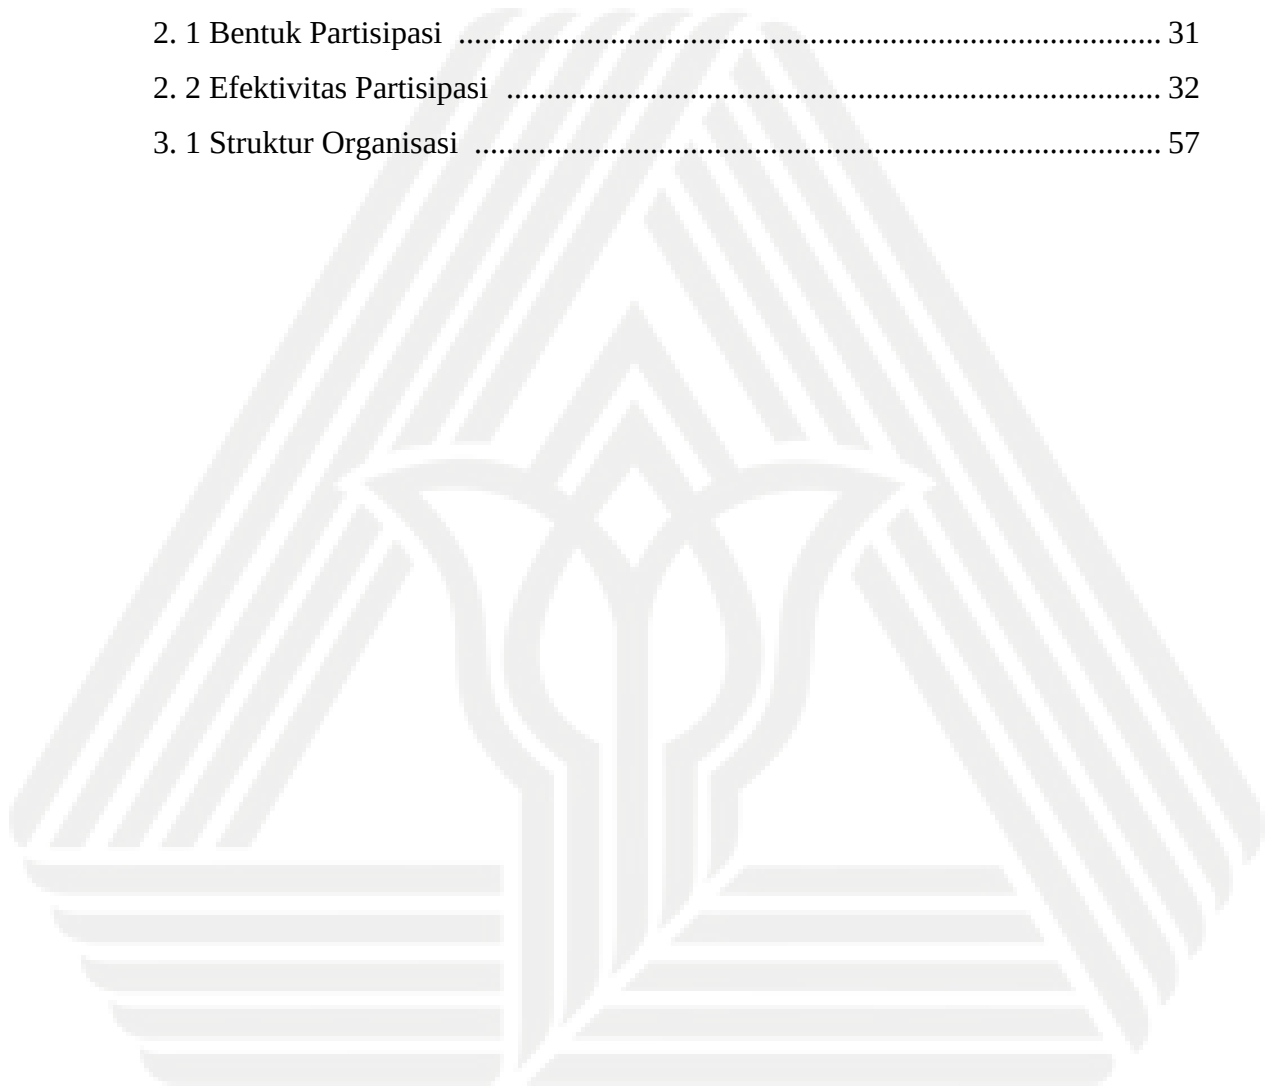 2. 1 Bentuk Partisipasi ........................................................................................ 31
2. 2 Efektivitas Partisipasi .................................................................................. 32
3. 1 Struktur Organisasi ...................................................................................... 57